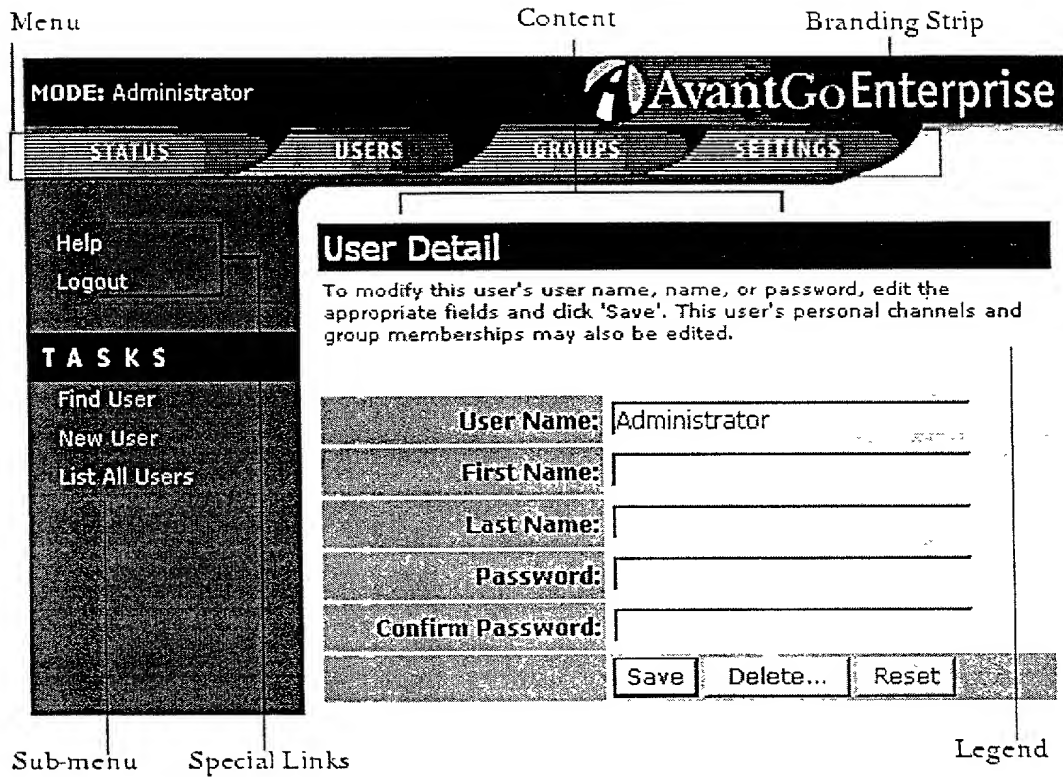 Menu
Content
Branding Strip
MODE: Administrator
AvantGo Enterprise
STATUS
USERS
GROUPS
SETTINGS
Help
Logout
User Detail
To modify this user's user name, name, or password, edit the
appropriate fields and click 'Save'. This user's personal channels and
group memberships may also be edited.
TASKS
Find User
New User
List All Users
User Name: Administrator
First Name:
Last Name:
Password:
Confirm Password:
Save
Delete...
Reset
Sub-menu
Special Links
Legend